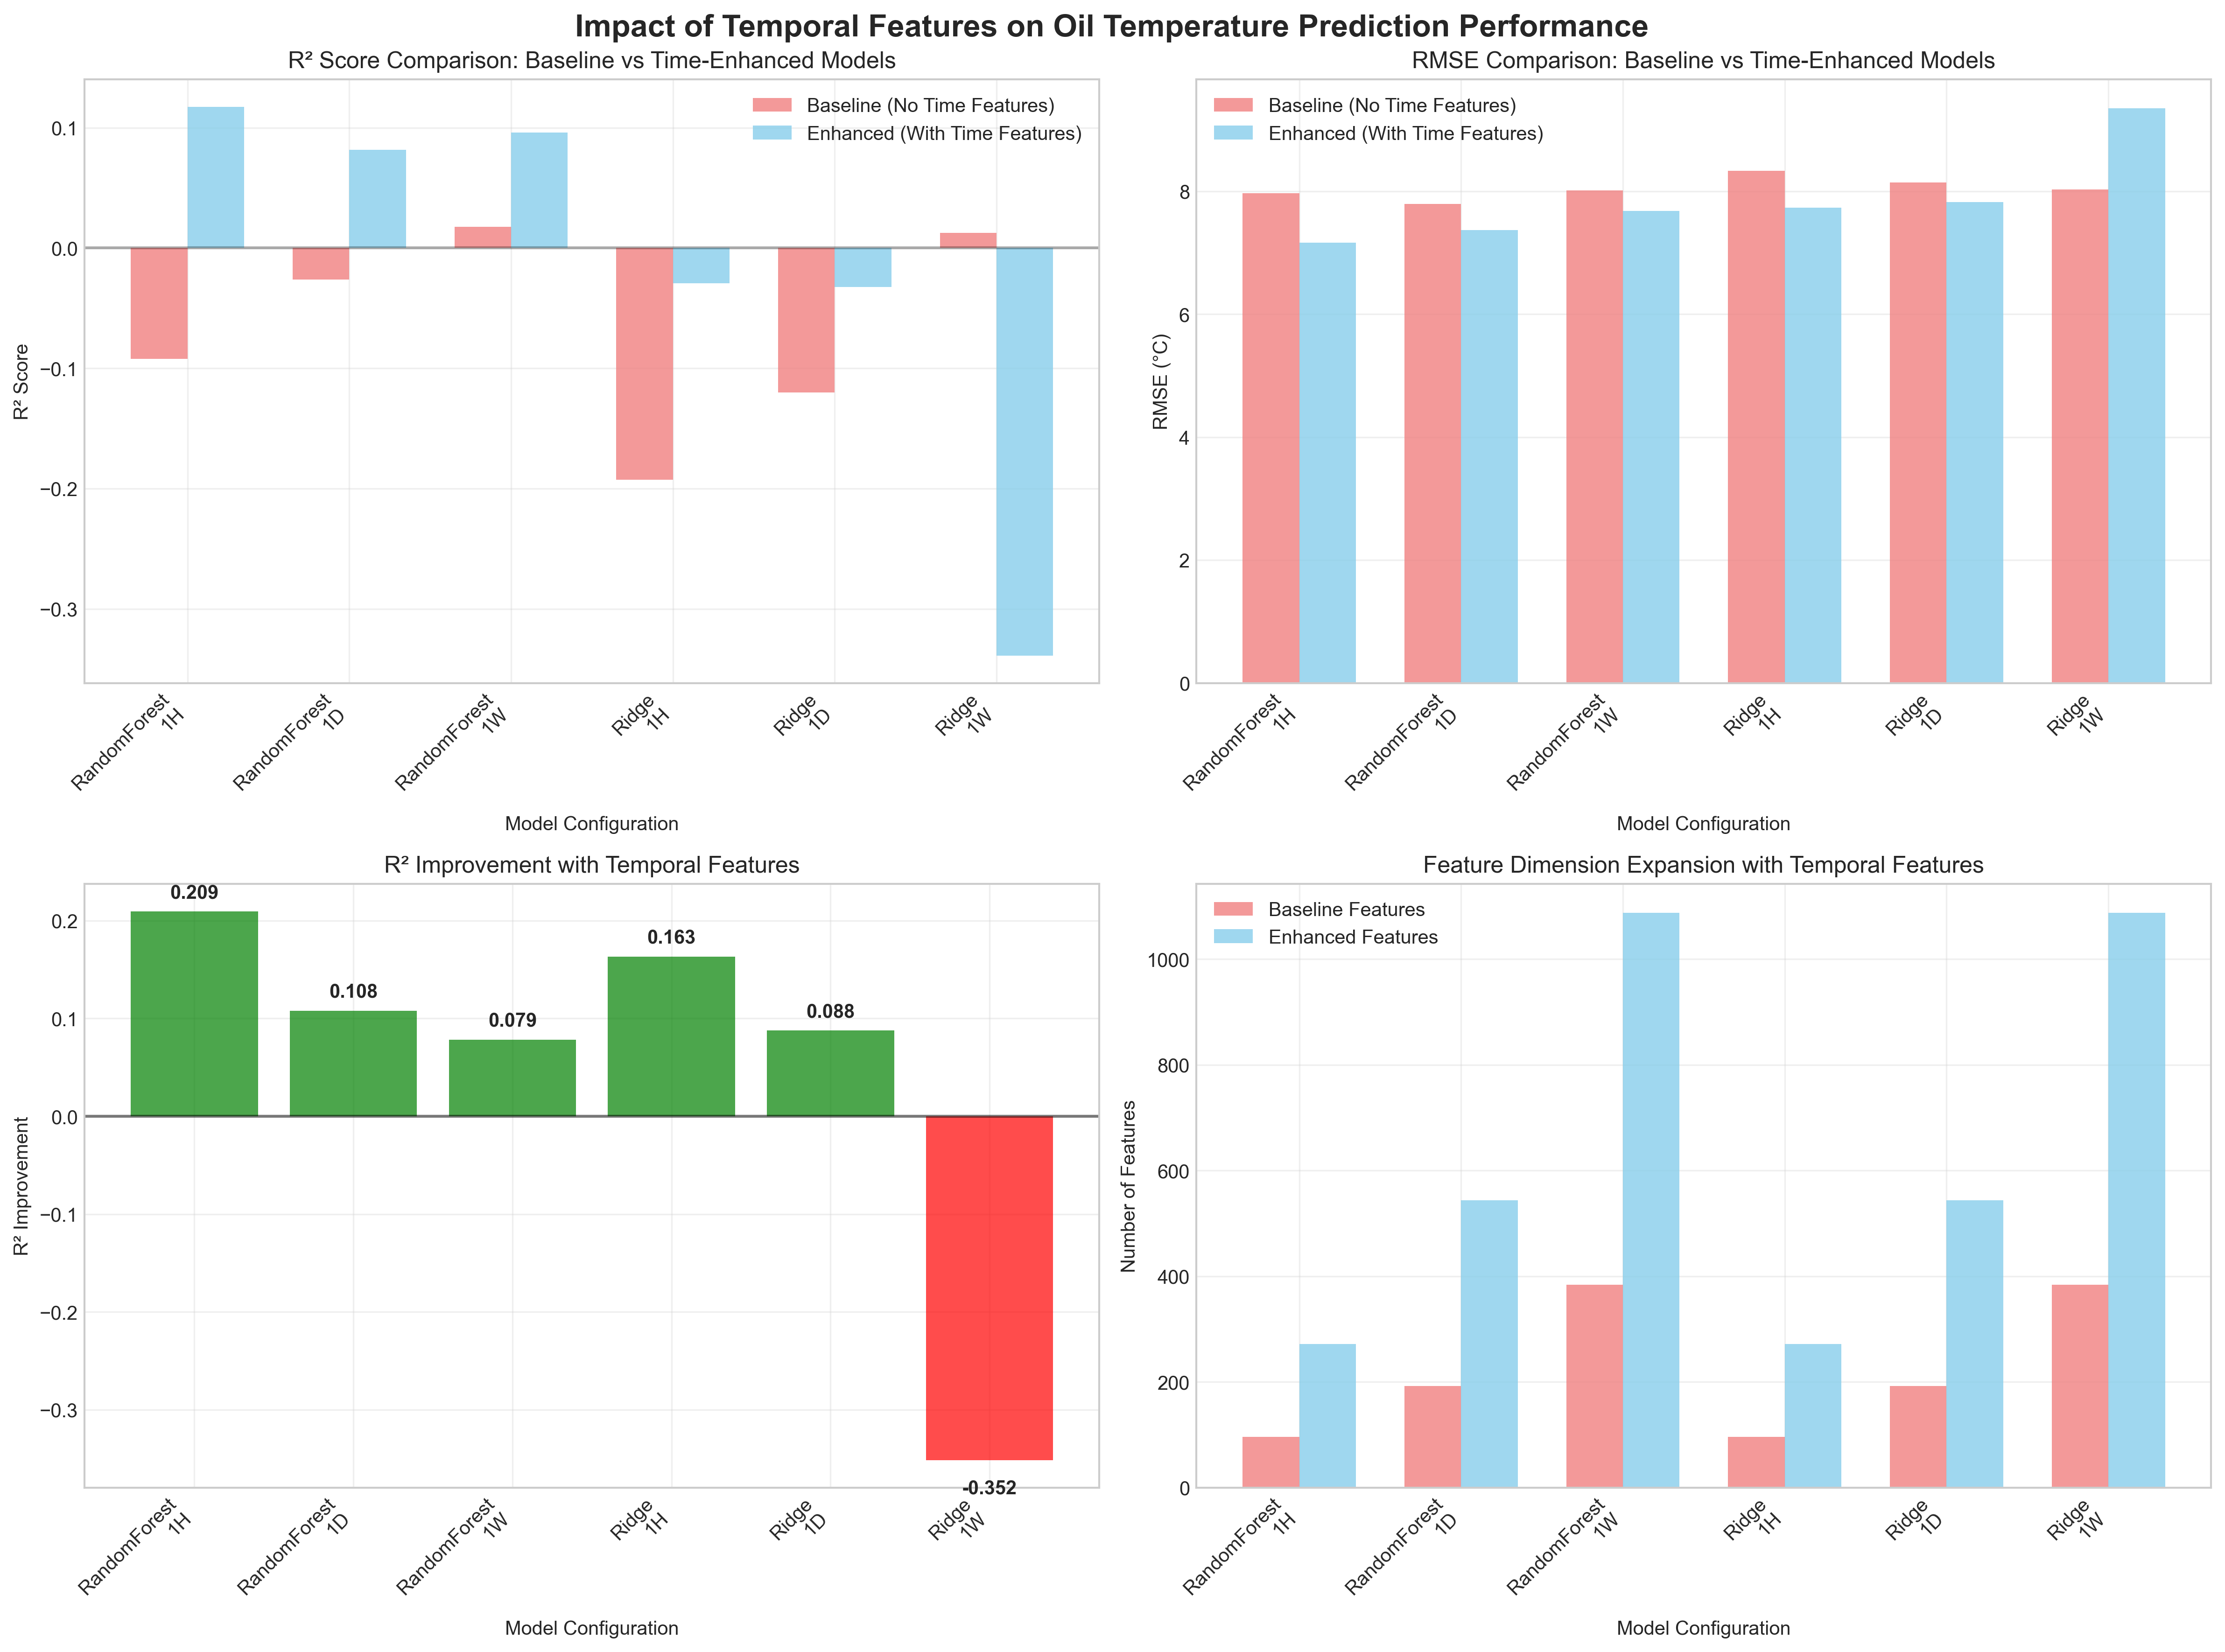 Impact of Temporal Features on Oil Temperature Prediction Performance
R² Score Comparison: Baseline vs Time-Enhanced Models
Baseline (No Time Features)
Enhanced (With Time Features)
R² Score
0.1
0.0
−0.1
−0.2
−0.3
RandomForest
1H
RandomForest
1D
RandomForest
1W
Ridge
1H
Ridge
1D
Ridge
1W
Model Configuration
RMSE Comparison: Baseline vs Time-Enhanced Models
Baseline (No Time Features)
Enhanced (With Time Features)
RMSE (°C)
8
6
4
2
0
RandomForest
1H
RandomForest
1D
RandomForest
1W
Ridge
1H
Ridge
1D
Ridge
1W
Model Configuration
R² Improvement with Temporal Features
R² Improvement
0.2
0.1
0.0
−0.1
−0.2
−0.3
0.209
0.108
0.079
0.163
0.088
-0.352
RandomForest
1H
RandomForest
1D
RandomForest
1W
Ridge
1H
Ridge
1D
Ridge
1W
Model Configuration
Feature Dimension Expansion with Temporal Features
Baseline Features
Enhanced Features
Number of Features
1000
800
600
400
200
0
RandomForest
1H
RandomForest
1D
RandomForest
1W
Ridge
1H
Ridge
1D
Ridge
1W
Model Configuration